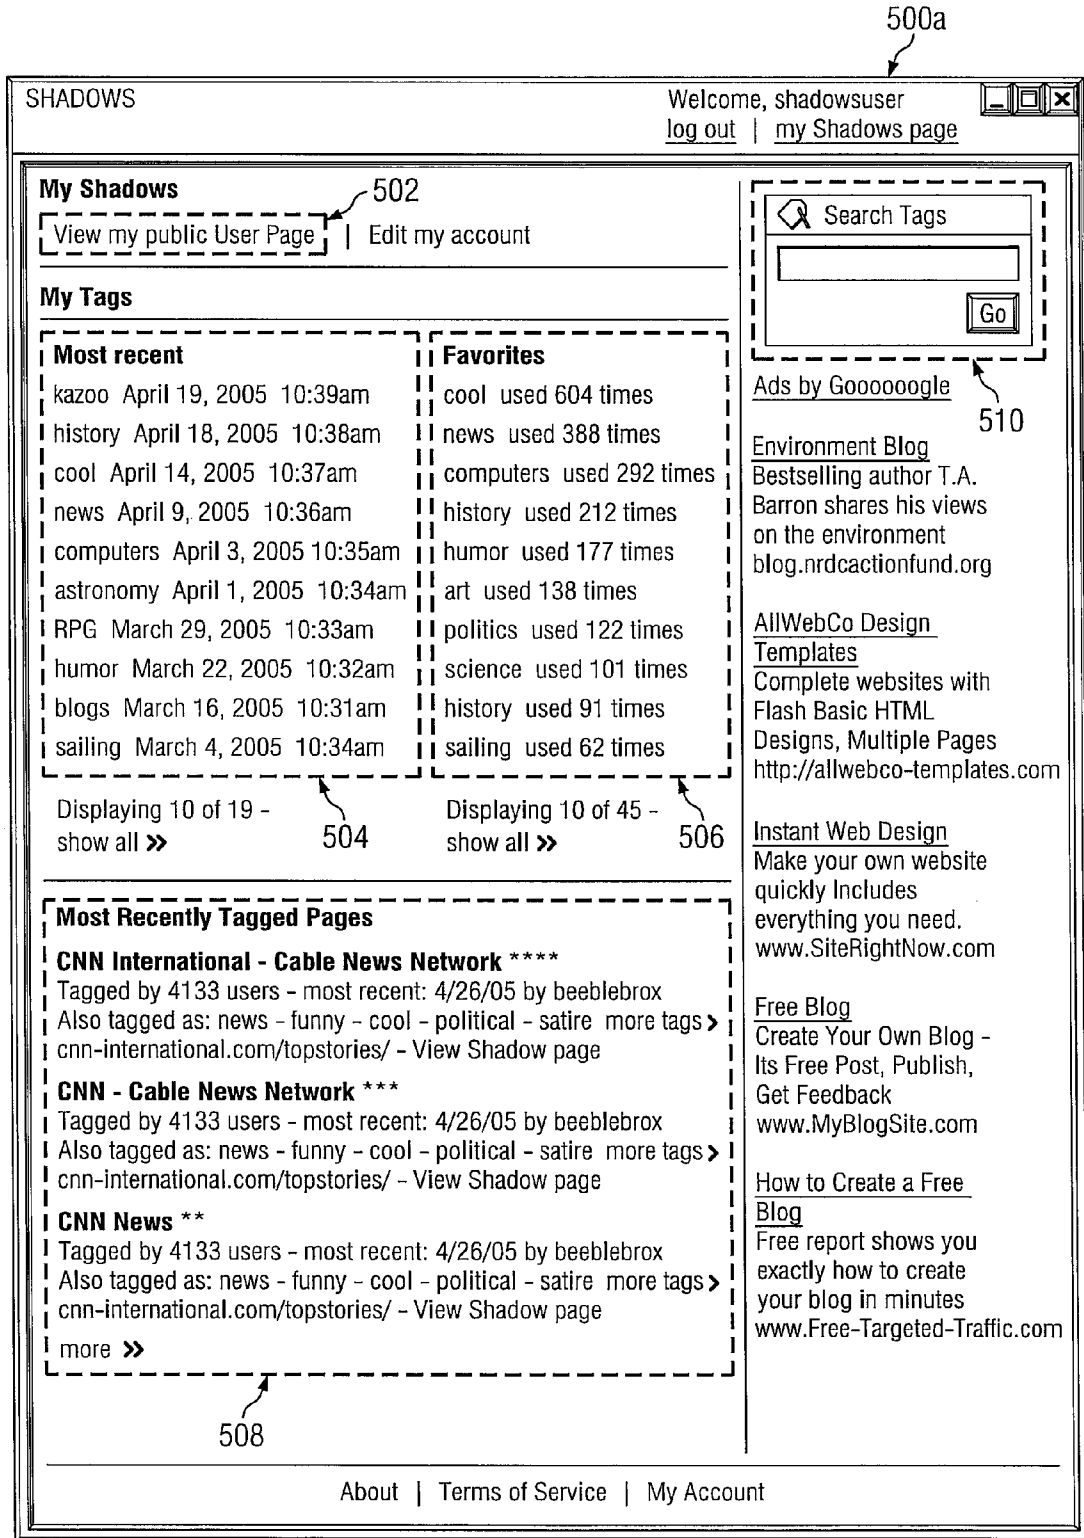 500a
SHADOWS
Welcome, shadowsuser
log out | my Shadows page
My Shadows
502
View my public User Page | Edit my account
My Tags
Most recent
kazoo April 19, 2005 10:39am
history April 18, 2005 10:38am
cool April 14, 2005 10:37am
news April 9, 2005 10:36am
computers April 3, 2005 10:35am
astronomy April 1, 2005 10:34am
RPG March 29, 2005 10:33am
humor March 22, 2005 10:32am
blogs March 16, 2005 10:31am
sailing March 4, 2005 10:34am
Displaying 10 of 19 –
show all »
504
Favorites
cool used 604 times
news used 388 times
computers used 292 times
history used 212 times
humor used 177 times
art used 138 times
politics used 122 times
science used 101 times
history used 91 times
sailing used 62 times
Displaying 10 of 45 –
show all »
506
Most Recently Tagged Pages
CNN International - Cable News Network ****
Tagged by 4133 users – most recent: 4/26/05 by beeblebrox
Also tagged as: news – funny – cool – political – satire more tags >
cnn-international.com/topstories/ – View Shadow page
CNN - Cable News Network ***
Tagged by 4133 users – most recent: 4/26/05 by beeblebrox
Also tagged as: news – funny – cool – political – satire more tags >
cnn-international.com/topstories/ – View Shadow page
CNN News **
Tagged by 4133 users – most recent: 4/26/05 by beeblebrox
Also tagged as: news – funny – cool – political – satire more tags >
cnn-international.com/topstories/ – View Shadow page
more »
508
Search Tags
Go
510
Ads by Goooooogle
Environment Blog
Bestselling author T.A.
Barron shares his views
on the environment
blog.nrdcactionfund.org
AllWebCo Design
Templates
Complete websites with
Flash Basic HTML
Designs, Multiple Pages
http://allwebco-templates.com
Instant Web Design
Make your own website
quickly Includes
everything you need.
www.SiteRightNow.com
Free Blog
Create Your Own Blog –
Its Free Post, Publish,
Get Feedback
www.MyBlogSite.com
How to Create a Free
Blog
Free report shows you
exactly how to create
your blog in minutes
www.Free-Targeted-Traffic.com
About | Terms of Service | My Account